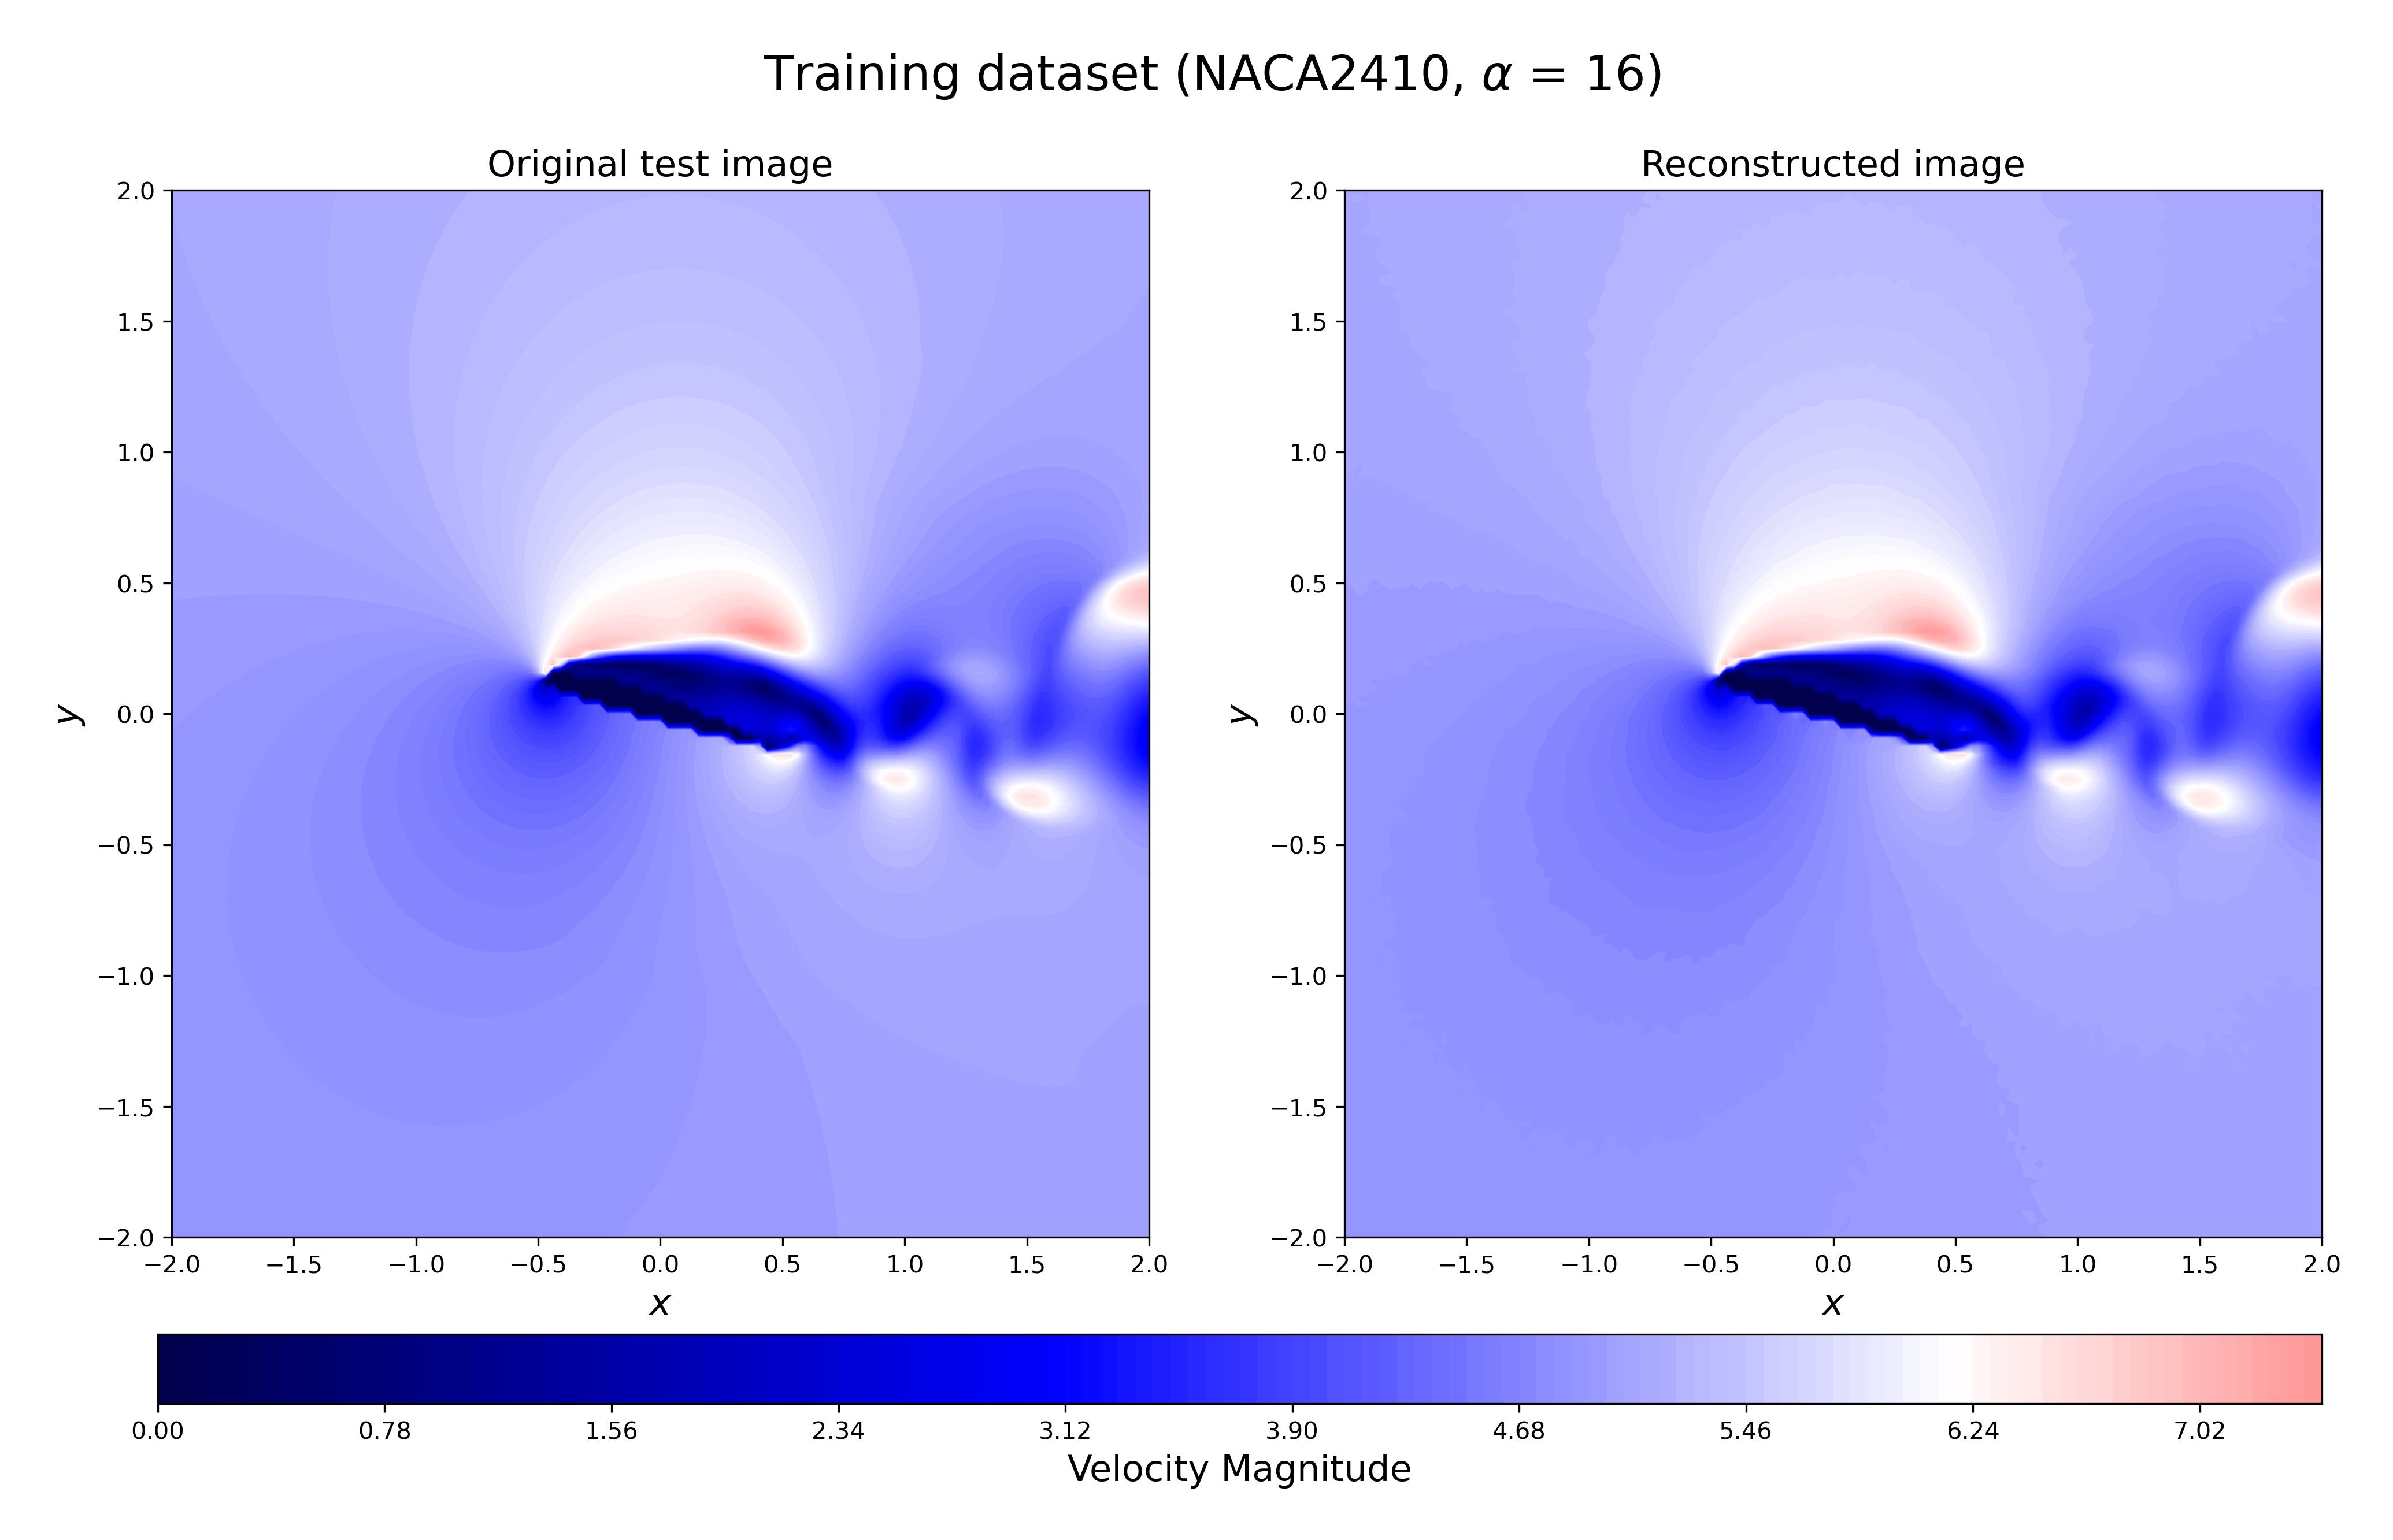 Training dataset (NACA2410, α = 16)
Original test image
2.0
1.5
1.0
0.5
0.0
−0.5
−1.0
−1.5
−2.0
y
−2.0 −1.5 −1.0 −0.5 0.0 0.5 1.0 1.5 2.0
x
Reconstructed image
2.0
1.5
1.0
0.5
0.0
−0.5
−1.0
−1.5
−2.0
y
−2.0 −1.5 −1.0 −0.5 0.0 0.5 1.0 1.5 2.0
x
0.00 0.78 1.56 2.34 3.12 3.90 4.68 5.46 6.24 7.02
Velocity Magnitude